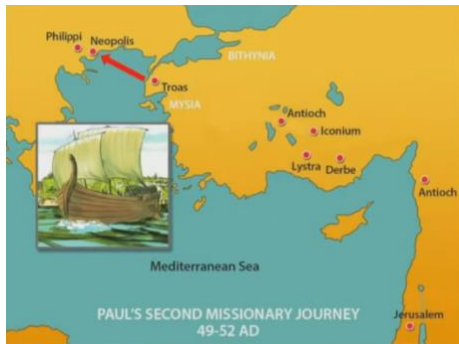 Philippi
Neopolis
BITHYNIA
Troas
MYSIA
Antioch
Iconium
Lystra
Derbe
Antioch
Mediterranean Sea
PAUL'S SECOND MISSIONARY JOURNEY
49-52 AD
Jerusalem